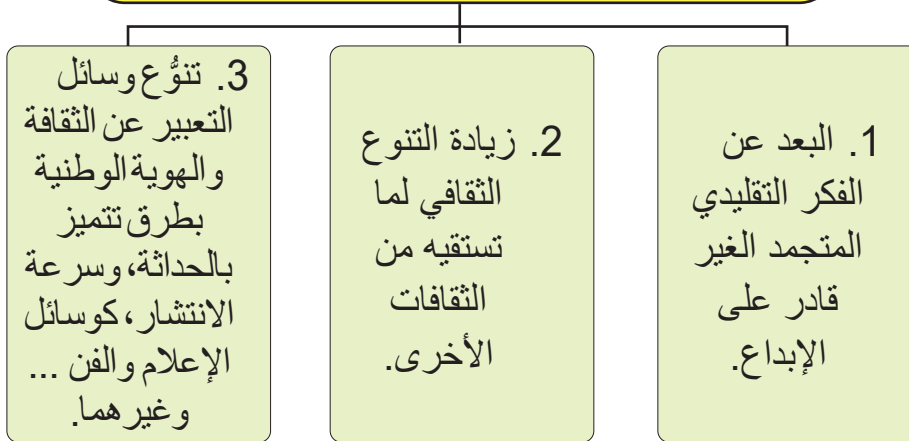 1. البعد عن
الفكر التقليدي
المتجمد الغير
قادر على
الإبداع.
2. زيادة التنوع
الثقافي لما
تستقيه من
الثقافات
الأخرى.
3. تنوُّع وسائل
التعبير عن الثقافة
والهوية الوطنية
بطرق تتميز
بالحداثة، وسرعة
الانتشار، كوسائل
الإعلام والفن ...
وغيرهما.